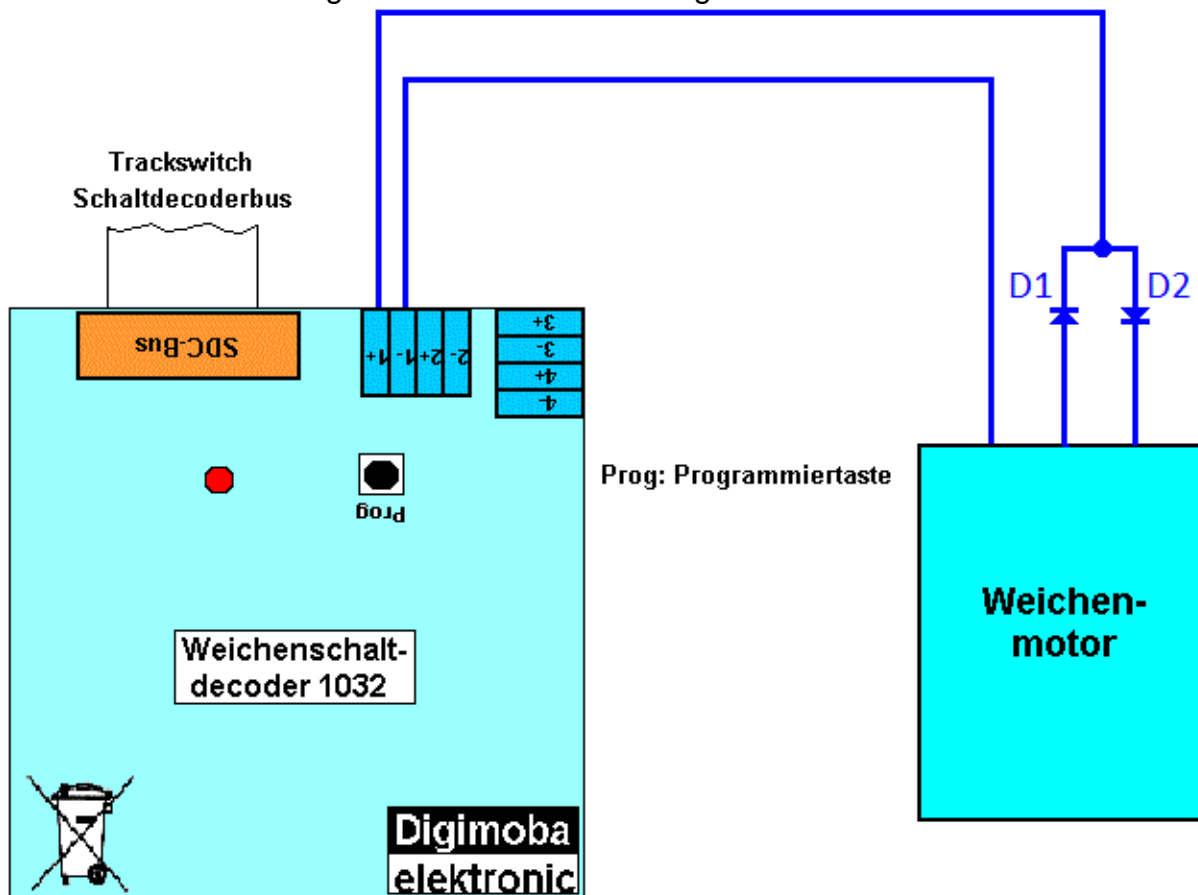 Trackswitch
Schaltdecoderbus
D1
D2
SDC-Bus
1+
1-
2+
2-
3+
3-
4+
4-
Prog: Programmiertaste
Prog
Weichen-
motor
Weichenschalt-
decoder 1032
Digimoba
elektronic